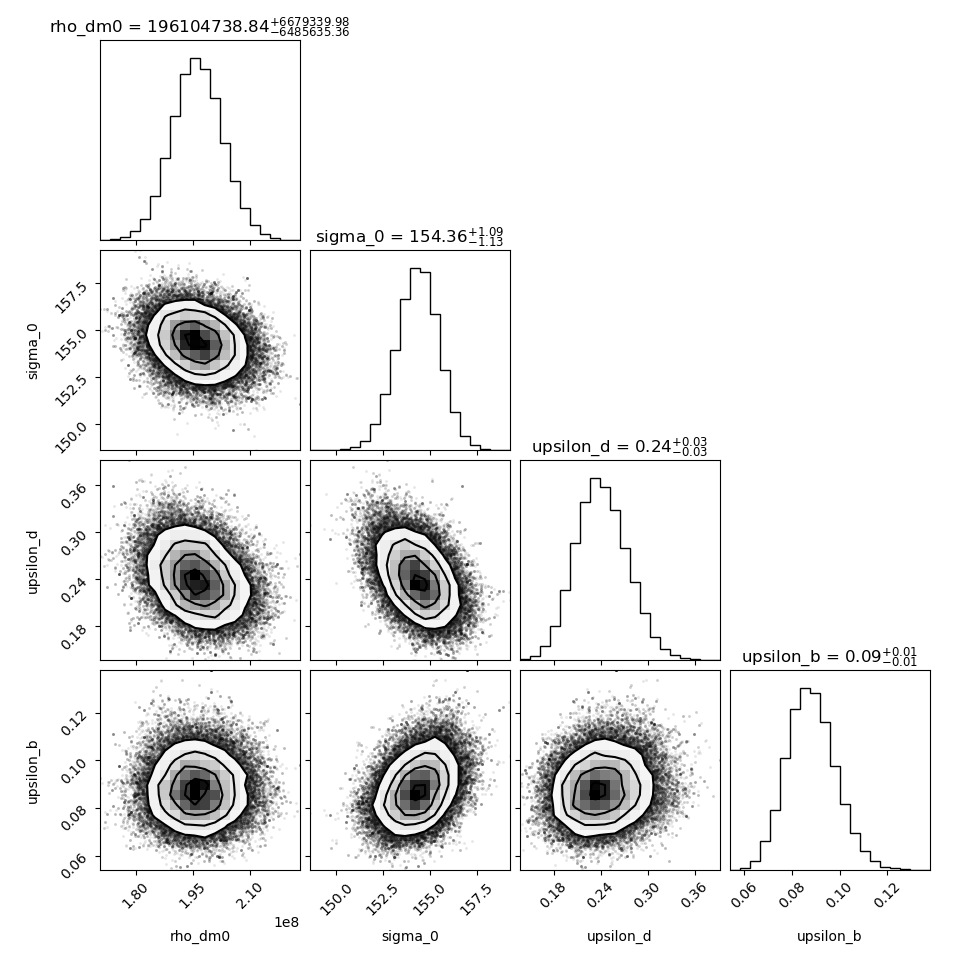 rho_dm0 = 196104738.84+6679339.98 −6485635.36
sigma_0 = 154.36+1.09 −1.13
157.5
155.0
152.5
150.0
sigma_0
upsilon_d = 0.24+0.03 −0.03
0.36
0.30
0.24
0.18
upsilon_d
upsilon_b = 0.09+0.01 −0.01
0.12
0.10
0.08
0.06
upsilon_b
1.80 1.95 2.10 150.0 152.5 155.0 157.5 0.18 0.24 0.30 0.36 0.06 0.08 0.10 0.12
1e8
rho_dm0 sigma_0 upsilon_d upsilon_b